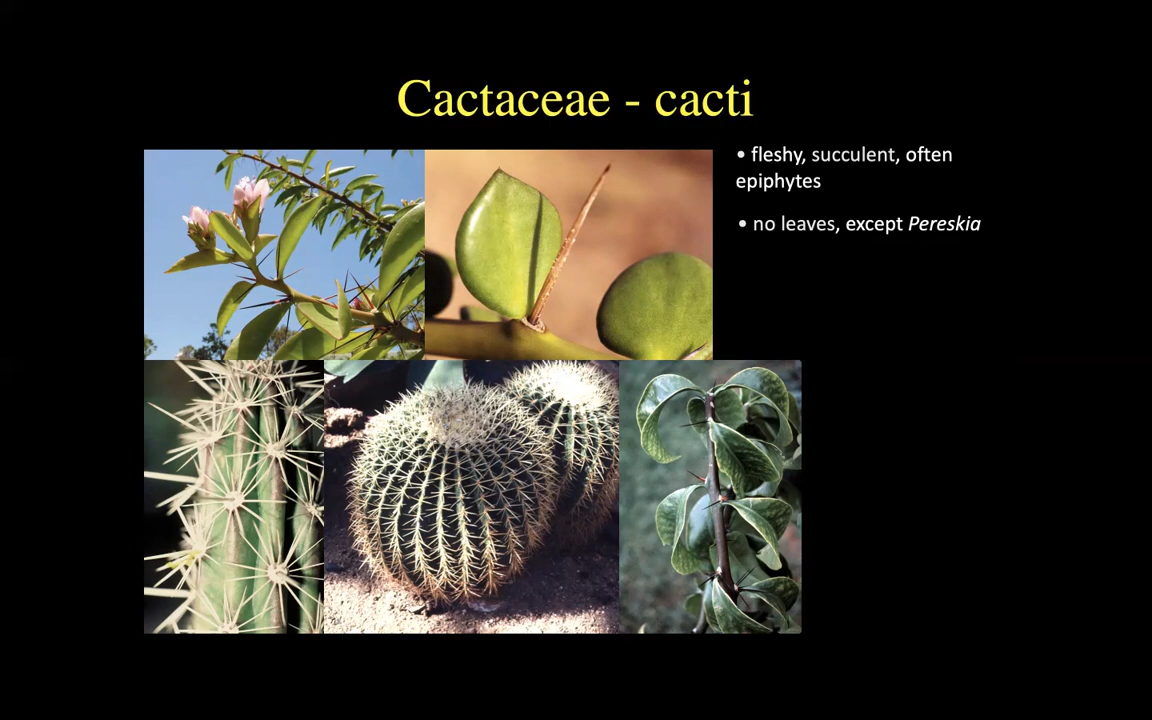 Cactaceae - cacti
• fleshy, succulent, often
epiphytes
• no leaves, except Pereskia